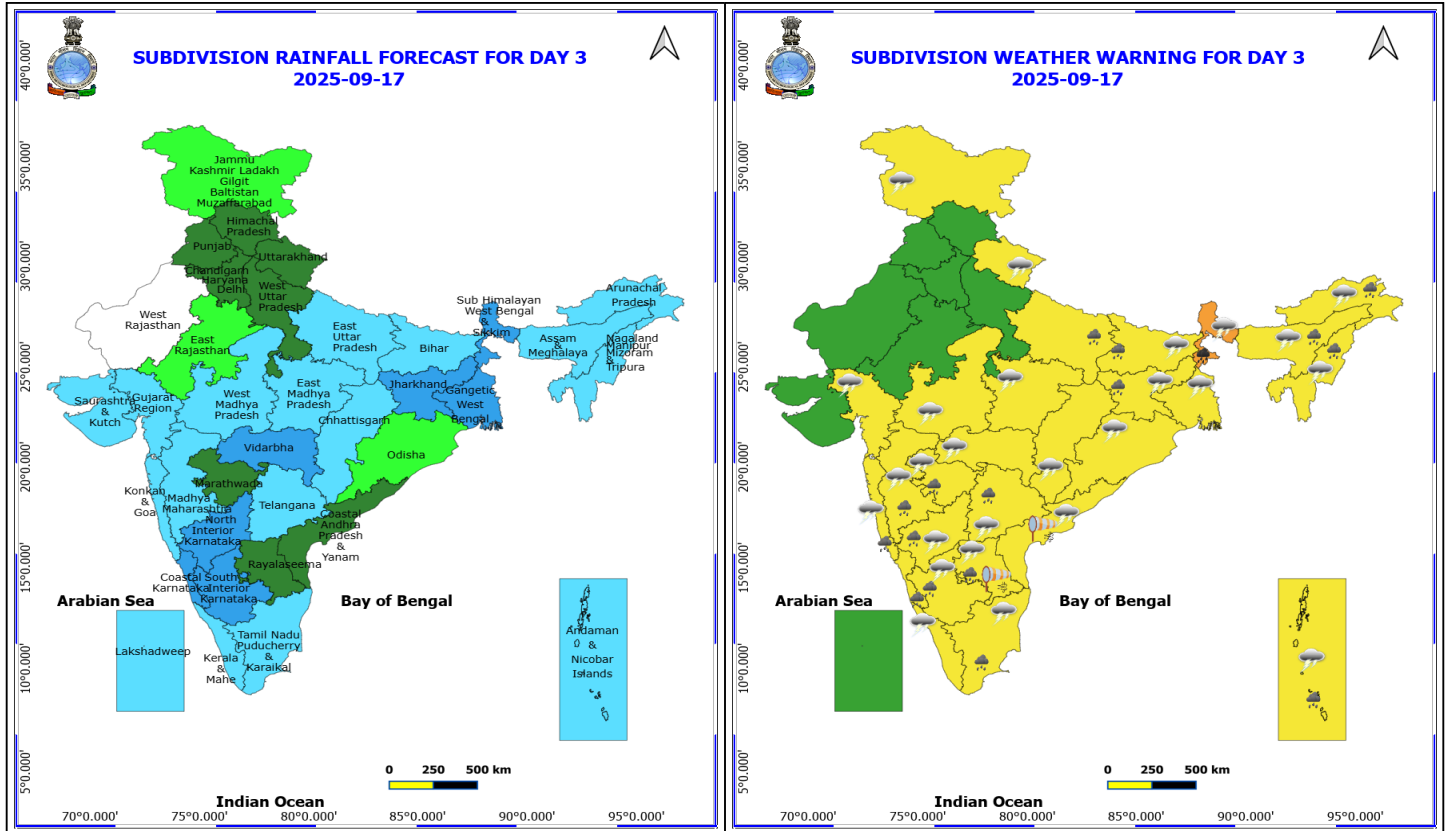 SUBDIVISION RAINFALL FORECAST FOR DAY 3
2025-09-17
40°0.000'
35°0.000'
30°0.000'
25°0.000'
20°0.000'
15°0.000'
10°0.000'
5°0.000'
Jammu
Kashmir Ladakh
Gilgit
Baltistan
Muzaffarabad
Himachal
Pradesh
Punjab
Uttarakhand
Chandigarh
Haryana
Delhi
West
Uttar
Pradesh
West
Rajasthan
East
Rajasthan
East
Uttar
Pradesh
Bihar
Sub Himalayan
West Bengal
&
Sikkim
Arunachal
Pradesh
Assam
&
Meghalaya
Nagaland
Manipur
Mizoram
&
Tripura
Saurashtra
&
Kutch
Gujarat
Region
West
Madhya
Pradesh
East
Madhya
Pradesh
Jharkhand
Gangetic
West
Bengal
Chhattisgarh
Vidarbha
Odisha
Konkan
&
Goa
Madhya
Maharashtra
Marathwada
Telangana
North
Interior
Karnataka
Coastal
Andhra
Pradesh
&
Yanam
Rayalaseema
Coastal
Karnataka
South
Interior
Karnataka
Arabian Sea
Bay of Bengal
Lakshadweep
Kerala
&
Mahe
Tamil Nadu
Puducherry
&
Karaikal
Andaman
&
Nicobar
Islands
0 250 500 km
Indian Ocean
70°0.000' 75°0.000' 80°0.000' 85°0.000' 90°0.000' 95°0.000'
SUBDIVISION WEATHER WARNING FOR DAY 3
2025-09-17
40°0.000'
35°0.000'
30°0.000'
25°0.000'
20°0.000'
15°0.000'
10°0.000'
5°0.000'
Arabian Sea
Bay of Bengal
0 250 500 km
Indian Ocean
70°0.000' 75°0.000' 80°0.000' 85°0.000' 90°0.000' 95°0.000'